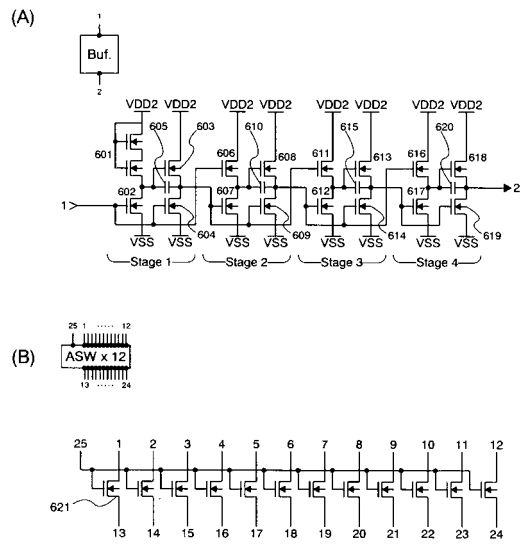 (A)
1
Buf.
2
VDD2 VDD2 VDD2 VDD2 VDD2 VDD2 VDD2 VDD2
605 603 610 615 620
601 606 608 611 613 616 618
602 607 612 617 2
1
604 609 614 619
VSS VSS VSS VSS VSS VSS VSS VSS
Stage 1 Stage 2 Stage 3 Stage 4
(B)
25 1 ..... 12
ASW x 12
13 ..... 24
25 1 2 3 4 5 6 7 8 9 10 11 12
621
13 14 15 16 17 18 19 20 21 22 23 24